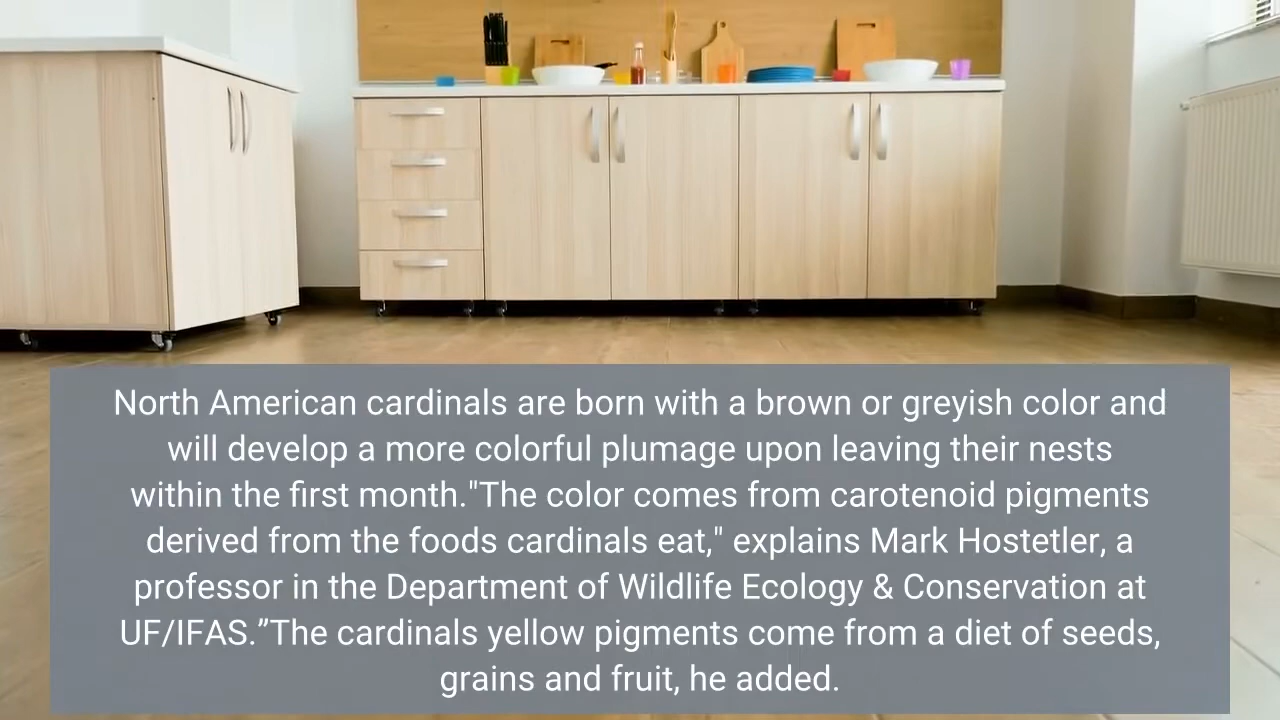 North American cardinals are born with a brown or greyish color and
will develop a more colorful plumage upon leaving their nests
within the first month."The color comes from carotenoid pigments
derived from the foods cardinals eat," explains Mark Hostetler, a
professor in the Department of Wildlife Ecology & Conservation at
UF/IFAS.”The cardinals yellow pigments come from a diet of seeds,
grains and fruit, he added.